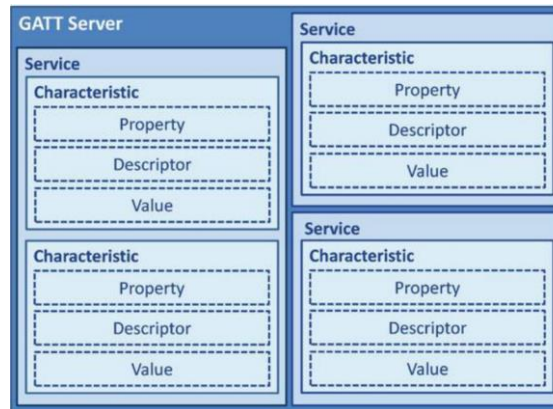 GATT Server
Service
Characteristic
Property
Descriptor
Value
Characteristic
Property
Descriptor
Value
Service
Characteristic
Property
Descriptor
Value
Service
Characteristic
Property
Descriptor
Value